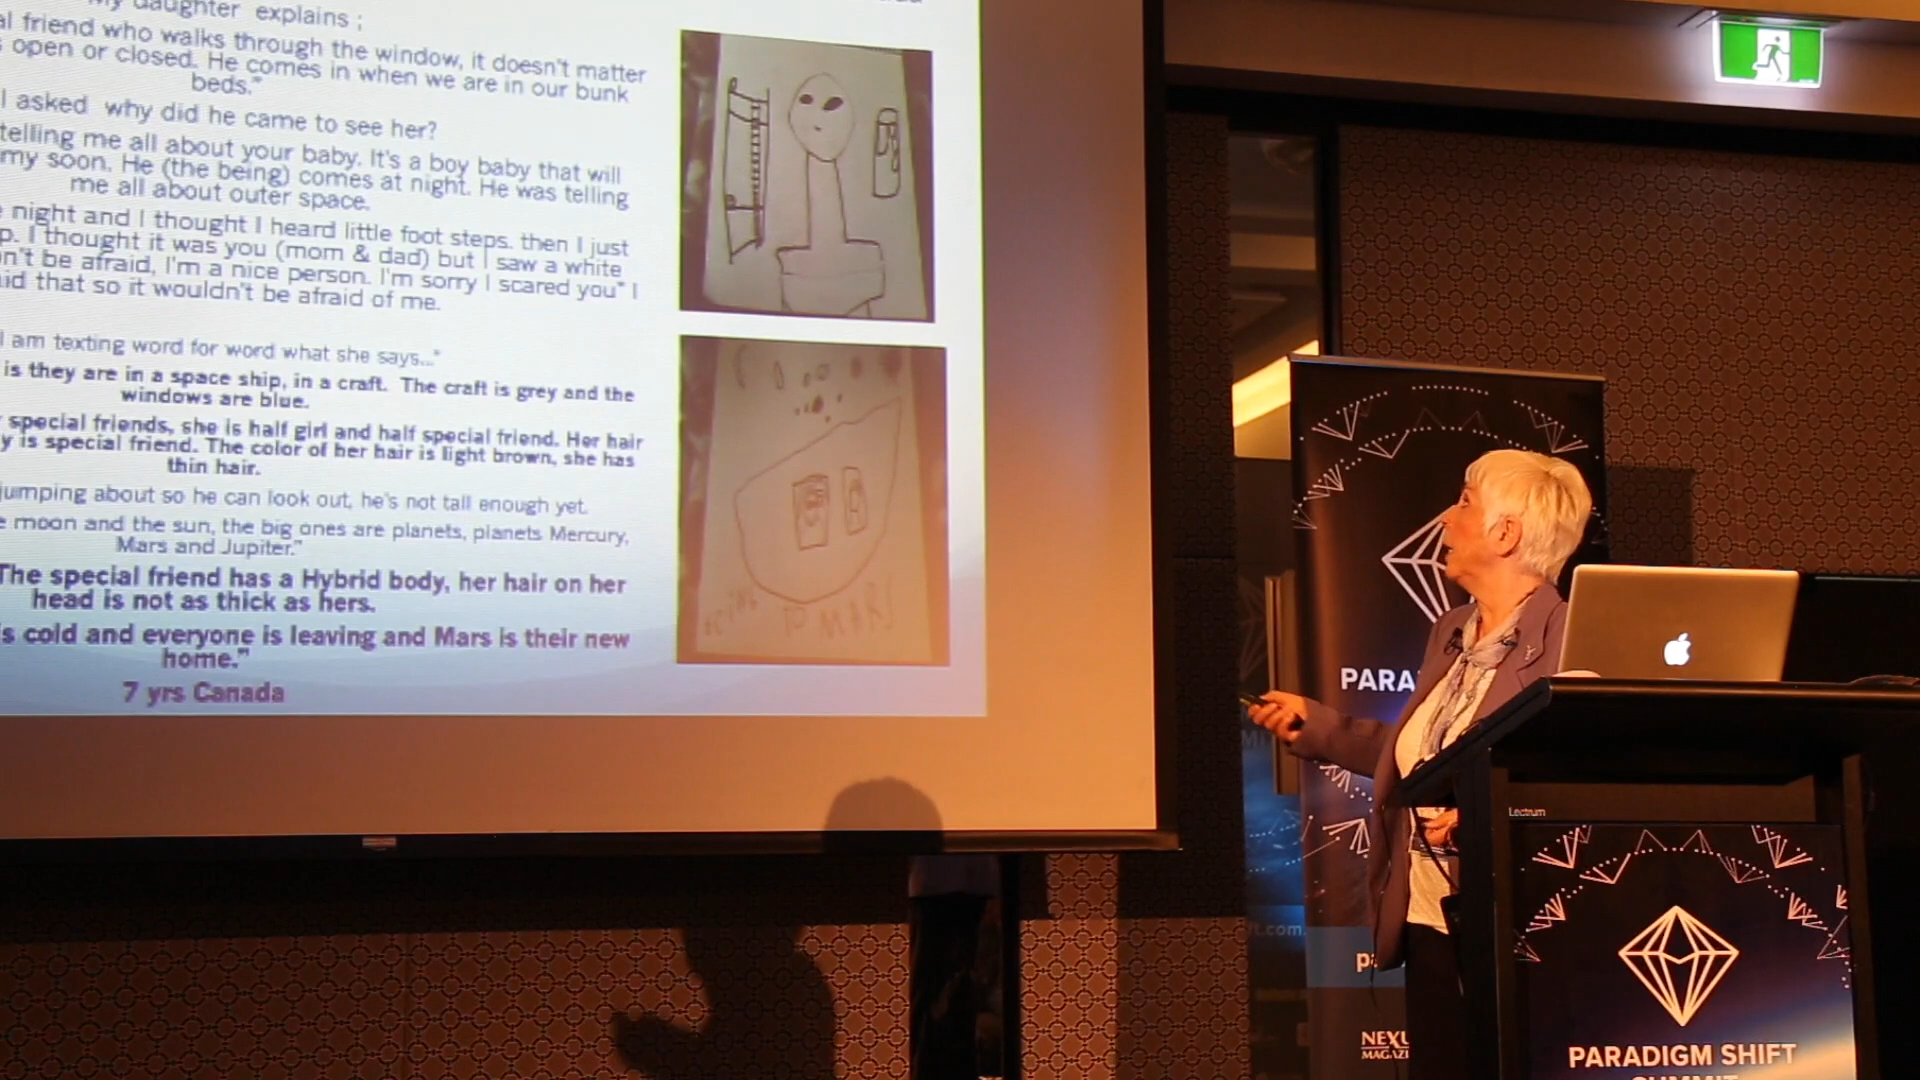 My daughter explains ;
al friend who walks through the window, it doesn't matter
s open or closed. He comes in when we are in our bunk
beds."
I asked why did he came to see her?
telling me all about your baby. It's a boy baby that will
my soon. He (the being) comes at night. He was telling
me all about outer space.
e night and I thought I heard little foot steps. then I just
p. I thought it was you (mom & dad) but I saw a white
n't be afraid, I'm a nice person. I'm sorry I scared you" I
id that so it wouldn't be afraid of me.
I am texting word for word what she says..."
is they are in a space ship, in a craft. The craft is grey and the
windows are blue.
special friends, she is half girl and half special friend. Her hair
y is special friend. The color of her hair is light brown, she has
thin hair.
jumping about so he can look out, he's not tall enough yet.
e moon and the sun, the big ones are planets, planets Mercury,
Mars and Jupiter."
The special friend has a Hybrid body, her hair on her
head is not as thick as hers.
s cold and everyone is leaving and Mars is their new
home."
7 yrs Canada
TO MARS
PARA
ft.com
pa
NEXU
MAGAZI
Lectrum
PARADIGM SHIFT
SUMMIT